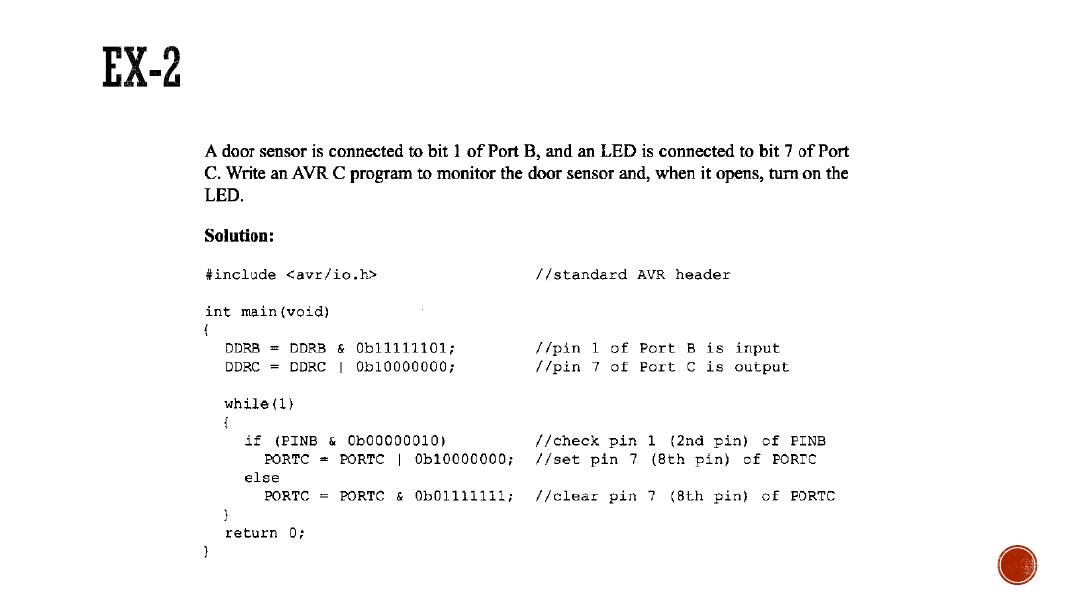 EX-2
A door sensor is connected to bit 1 of Port B, and an LED is connected to bit 7 of Port
C. Write an AVR C program to monitor the door sensor and, when it opens, turn on the
LED.
Solution:
#include <avr/io.h> //standard AVR header
int main(void)
{
DDRB = DDRB & 0b11111101; //pin 1 of Port B is input
DDRC = DDRC | 0b10000000; //pin 7 of Port C is output
while(1)
{
if (PINB & 0b00000010) //check pin 1 (2nd pin) of PINB
PORTC = PORTC | 0b10000000; //set pin 7 (8th pin) of PORTC
else
PORTC = PORTC & 0b01111111; //clear pin 7 (8th pin) of PORTC
}
return 0;
}